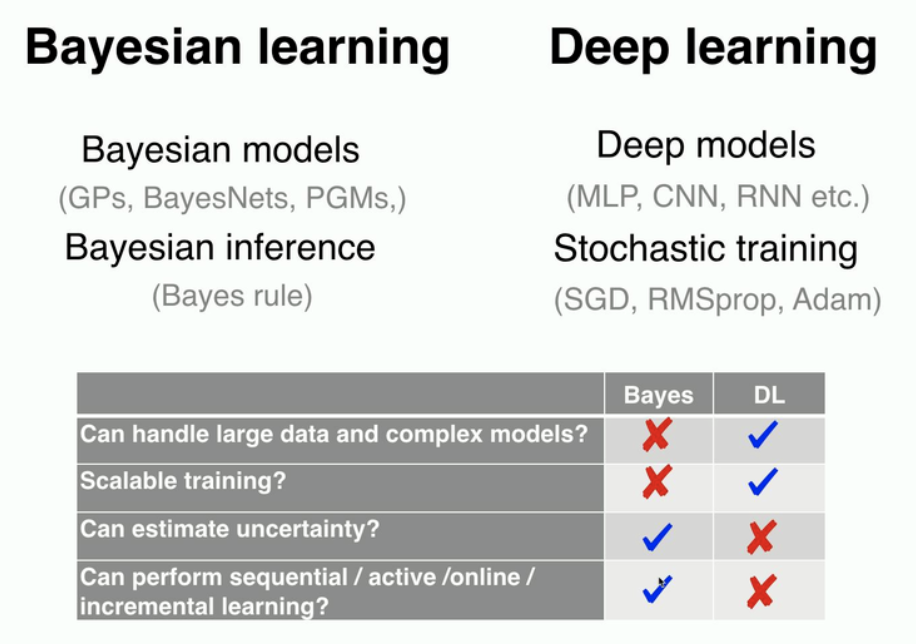 Bayesian learning
Bayesian models
(GPs, BayesNets, PGMs,)
Bayesian inference
(Bayes rule)
Deep learning
Deep models
(MLP, CNN, RNN etc.)
Stochastic training
(SGD, RMSprop, Adam)
Bayes DL
Can handle large data and complex models? ✘ ✓
Scalable training? ✘ ✓
Can estimate uncertainty? ✓ ✘
Can perform sequential / active /online /
incremental learning? ✓ ✘